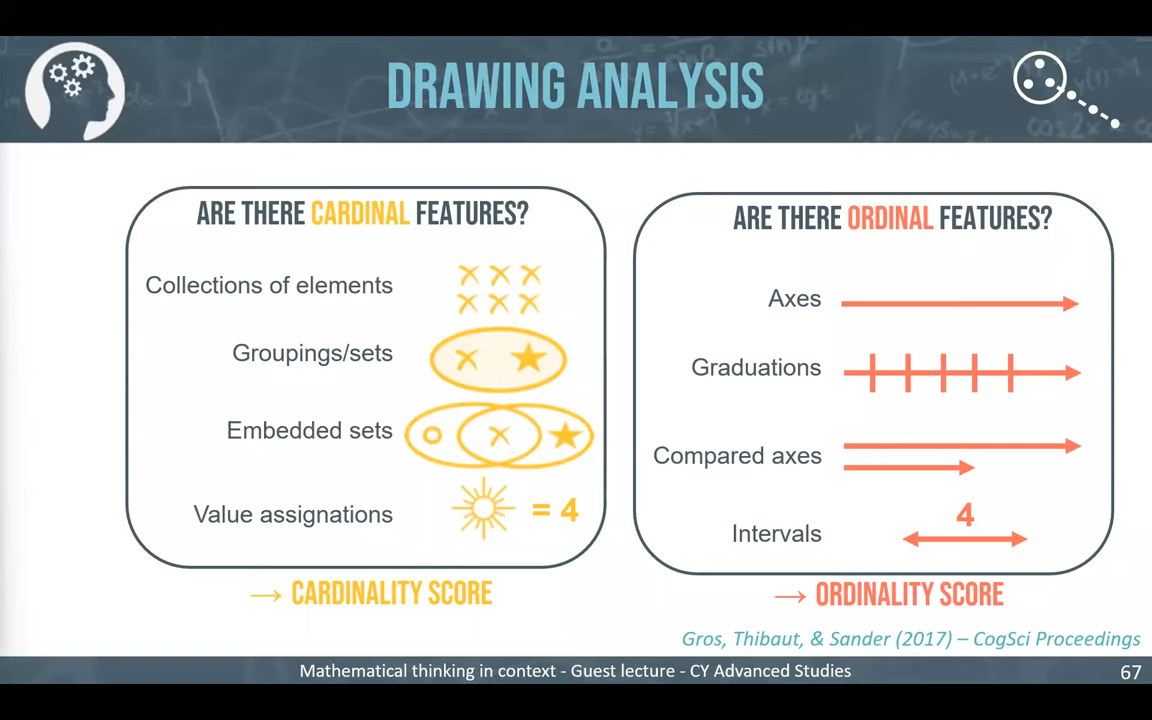 DRAWING ANALYSIS
ARE THERE CARDINAL FEATURES?
Collections of elements
Groupings/sets
Embedded sets
Value assignations
= 4
→ CARDINALITY SCORE
ARE THERE ORDINAL FEATURES?
Axes
Graduations
Compared axes
Intervals
4
→ ORDINALITY SCORE
Gros, Thibaut, & Sander (2017) – CogSci Proceedings
Mathematical thinking in context - Guest lecture - CY Advanced Studies
67